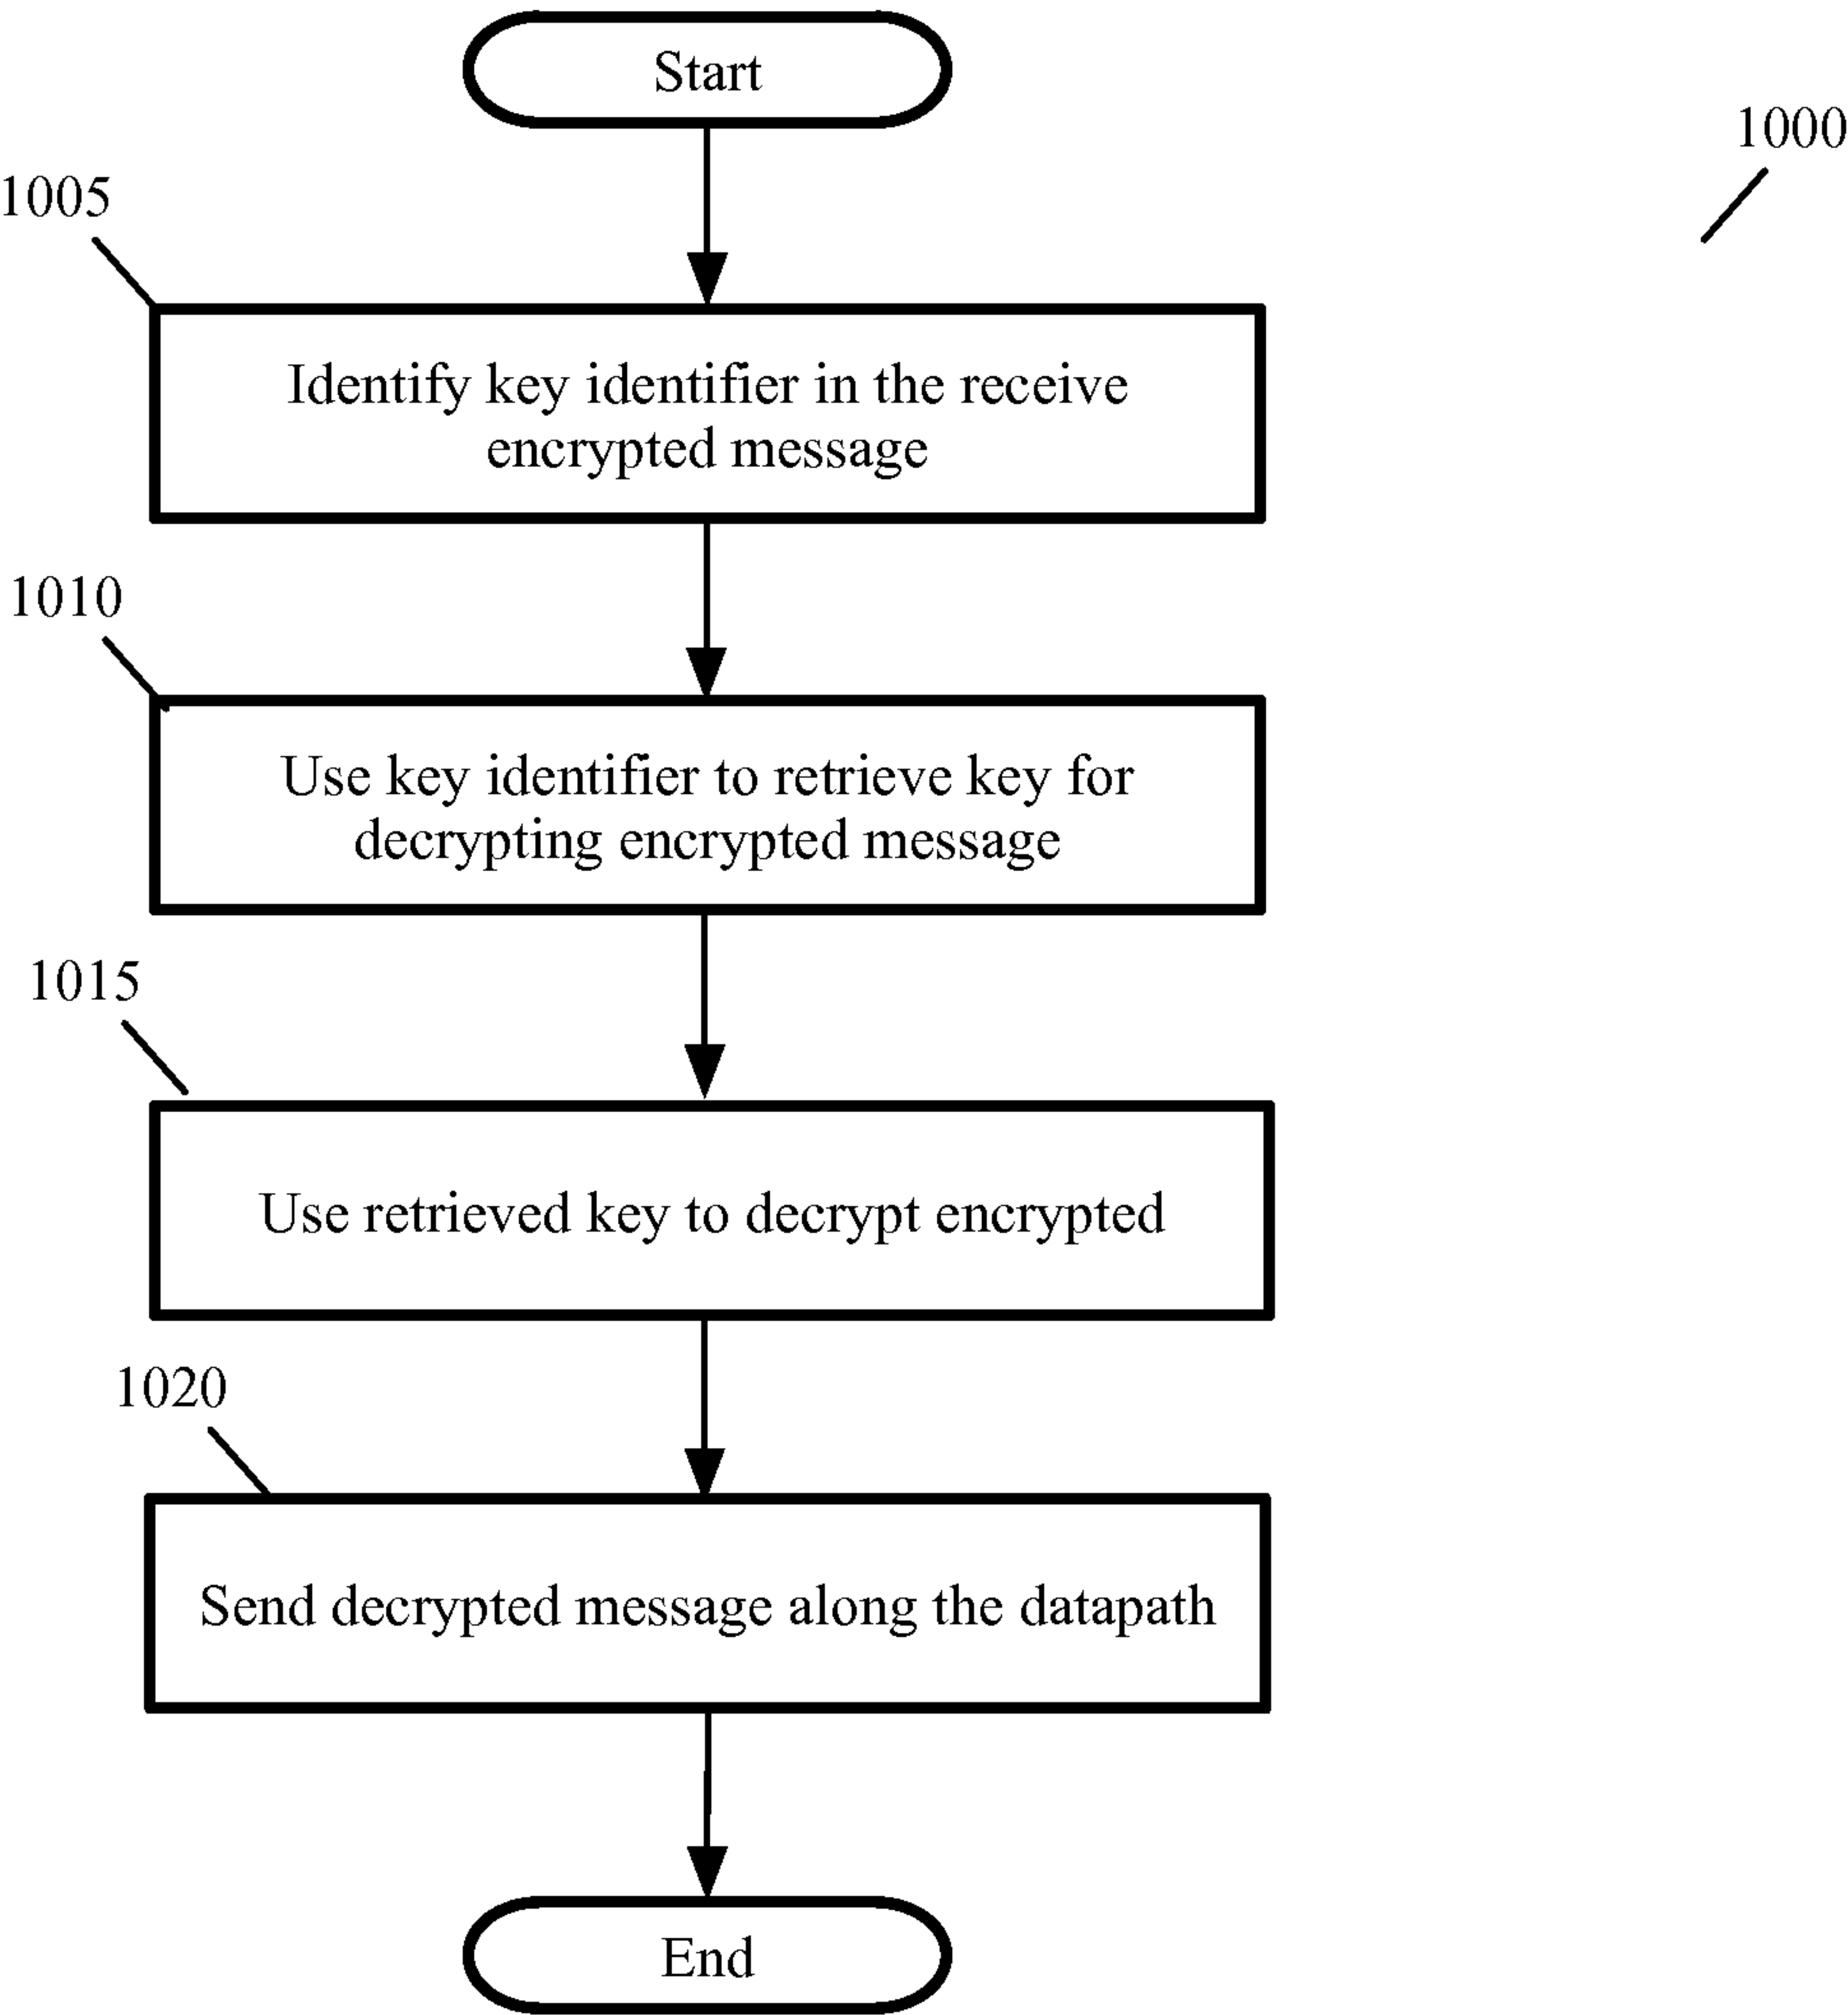 Start
1000
1005
Identify key identifier in the receive
encrypted message
1010
Use key identifier to retrieve key for
decrypting encrypted message
1015
Use retrieved key to decrypt encrypted
1020
Send decrypted message along the datapath
End